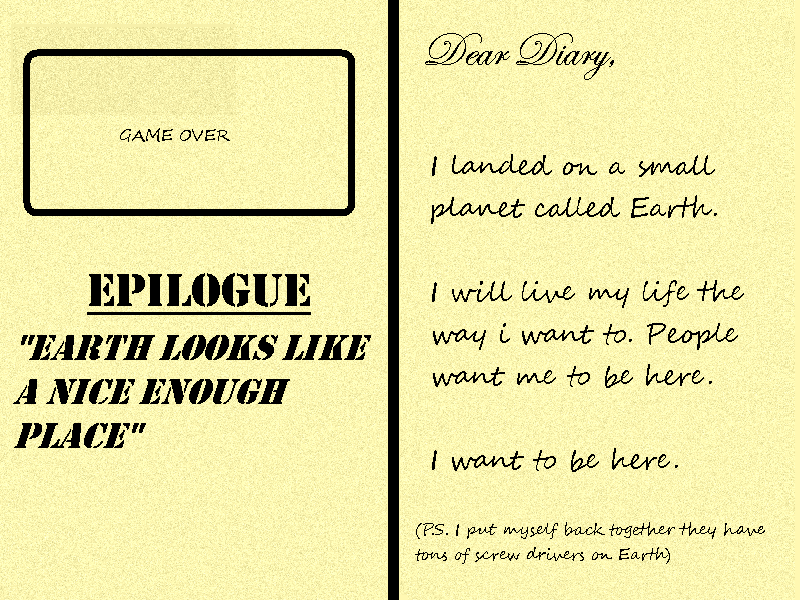 GAME OVER
EPILOGUE
"EARTH LOOKS LIKE
A NICE ENOUGH
PLACE"
Dear Diary,
I landed on a small
planet called Earth.
I will live my life the
way i want to. People
want me to be here.
I want to be here.
(P.S. I put myself back together they have
tons of screw drivers on Earth)